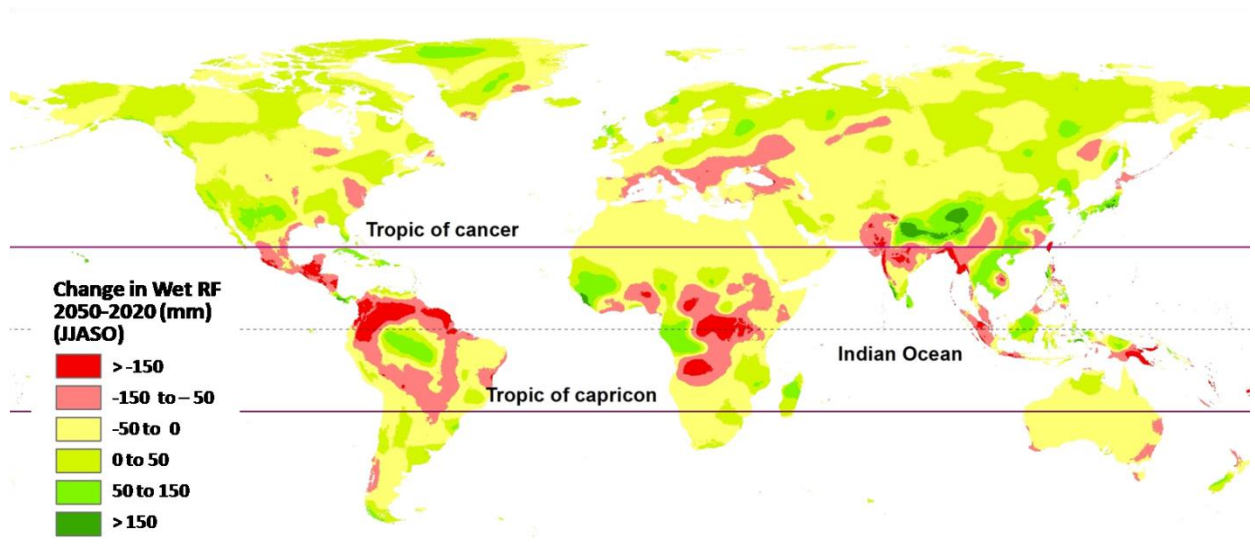 Tropic of cancer
Change in Wet RF
2050-2020 (mm)
(JJASO)
> -150
-150 to – 50
-50 to 0
0 to 50
50 to 150
> 150
Indian Ocean
Tropic of capricon